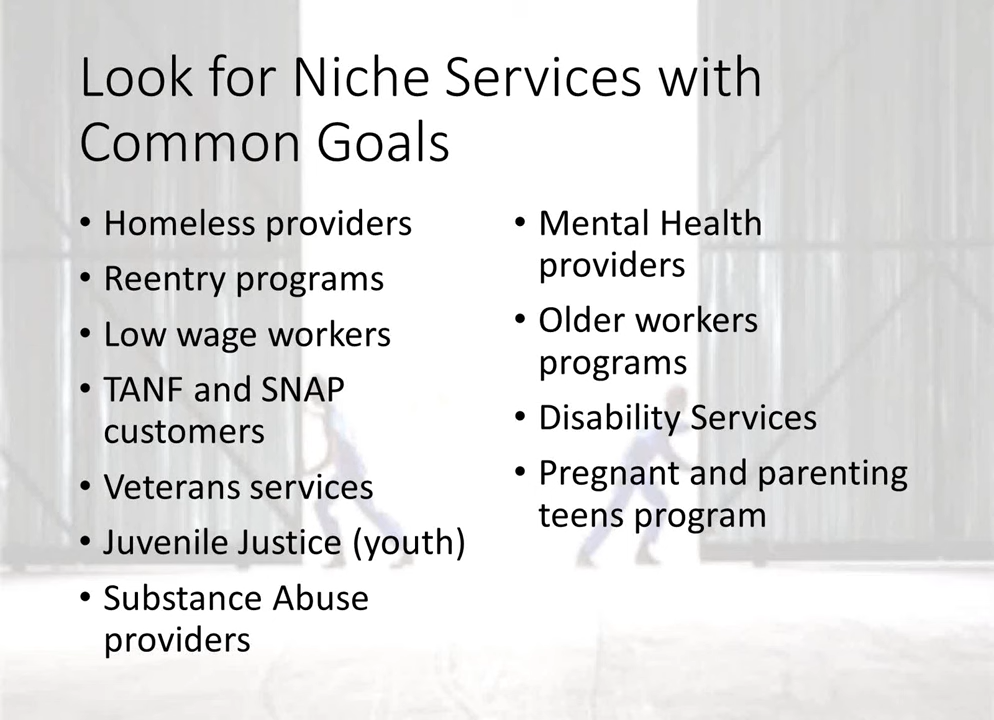 Look for Niche Services with
Common Goals
• Homeless providers
• Reentry programs
• Low wage workers
• TANF and SNAP
customers
• Veterans services
• Juvenile Justice (youth)
• Substance Abuse
providers
• Mental Health
providers
• Older workers
programs
• Disability Services
• Pregnant and parenting
teens program